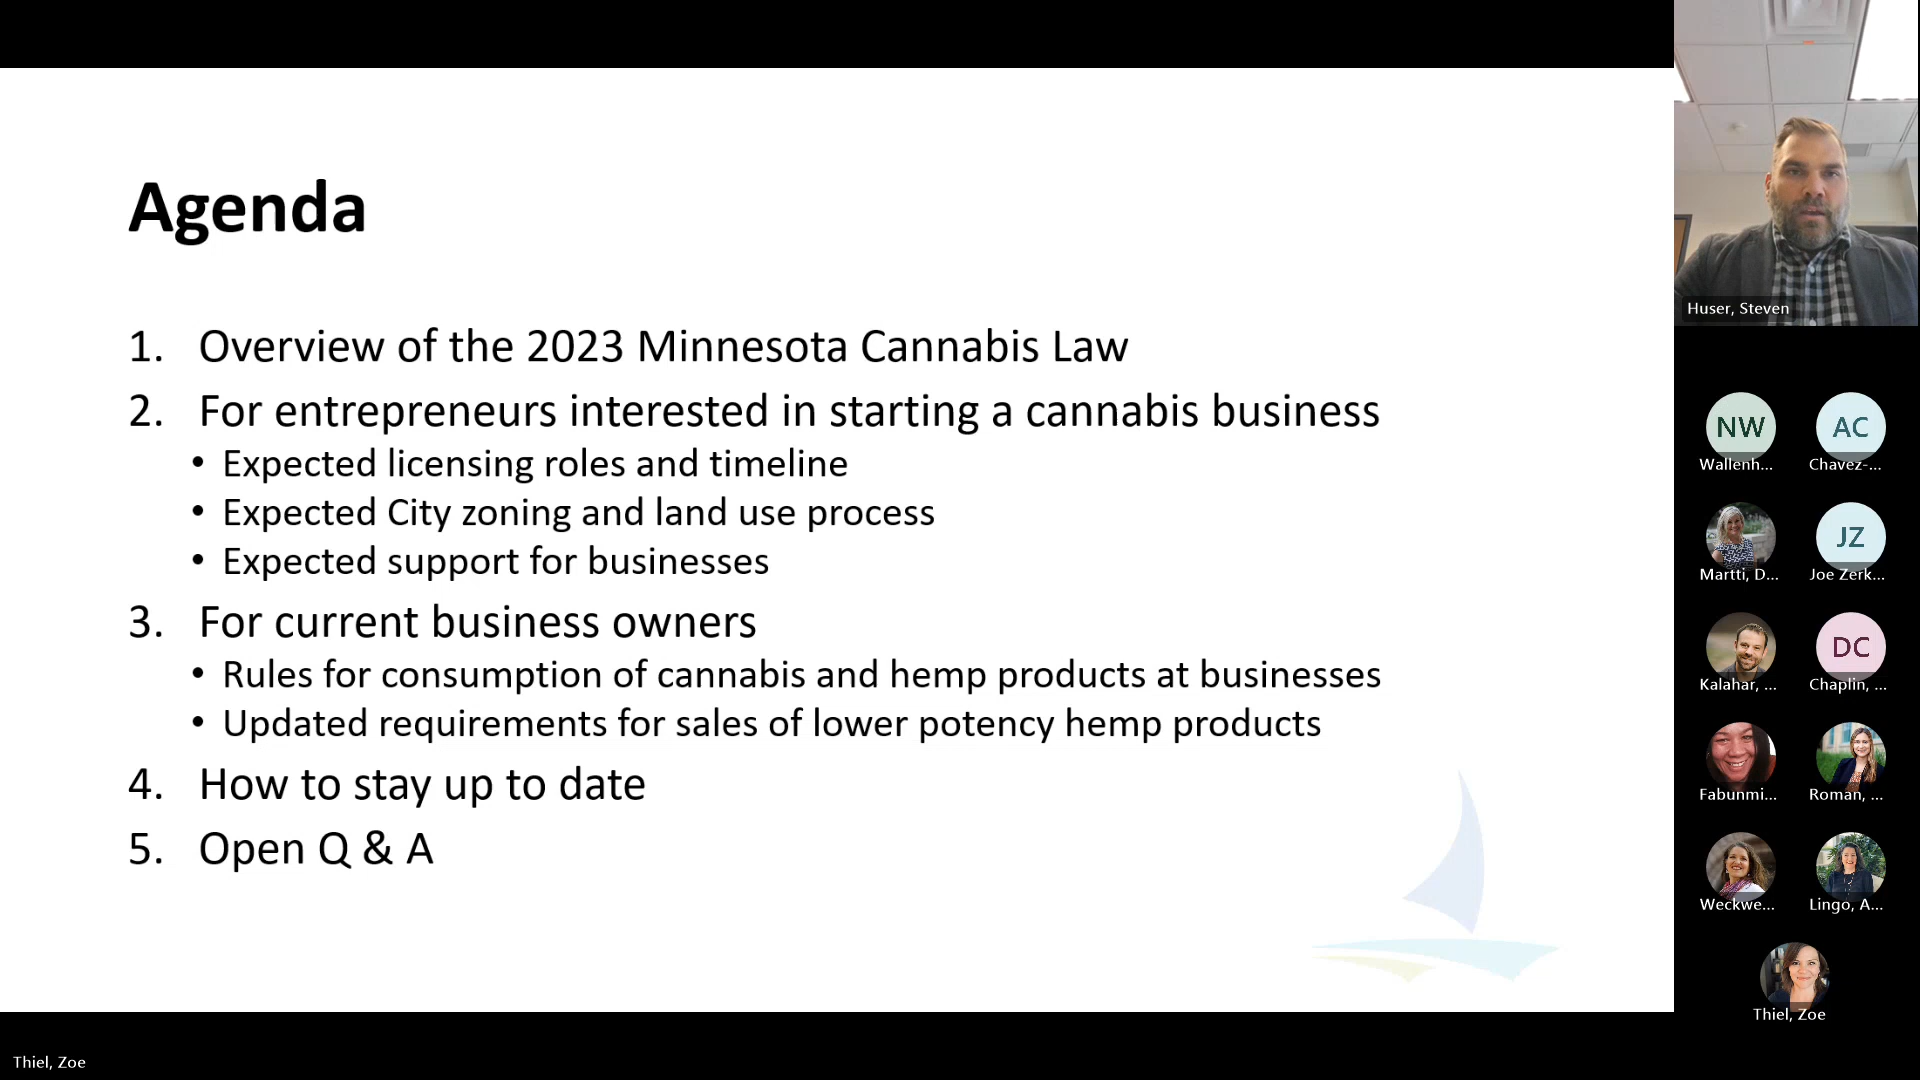 Agenda
1. Overview of the 2023 Minnesota Cannabis Law
2. For entrepreneurs interested in starting a cannabis business
• Expected licensing roles and timeline
• Expected City zoning and land use process
• Expected support for businesses
3. For current business owners
• Rules for consumption of cannabis and hemp products at businesses
• Updated requirements for sales of lower potency hemp products
4. How to stay up to date
5. Open Q & A
Huser, Steven
NW
AC
Wallenh...
Chavez-...
JZ
Martti, D...
Joe Zerk...
DC
Kalahar, ...
Chaplin, ...
Fabunmi...
Roman, ...
Weckwe...
Lingo, A...
Thiel, Zoe
Thiel, Zoe